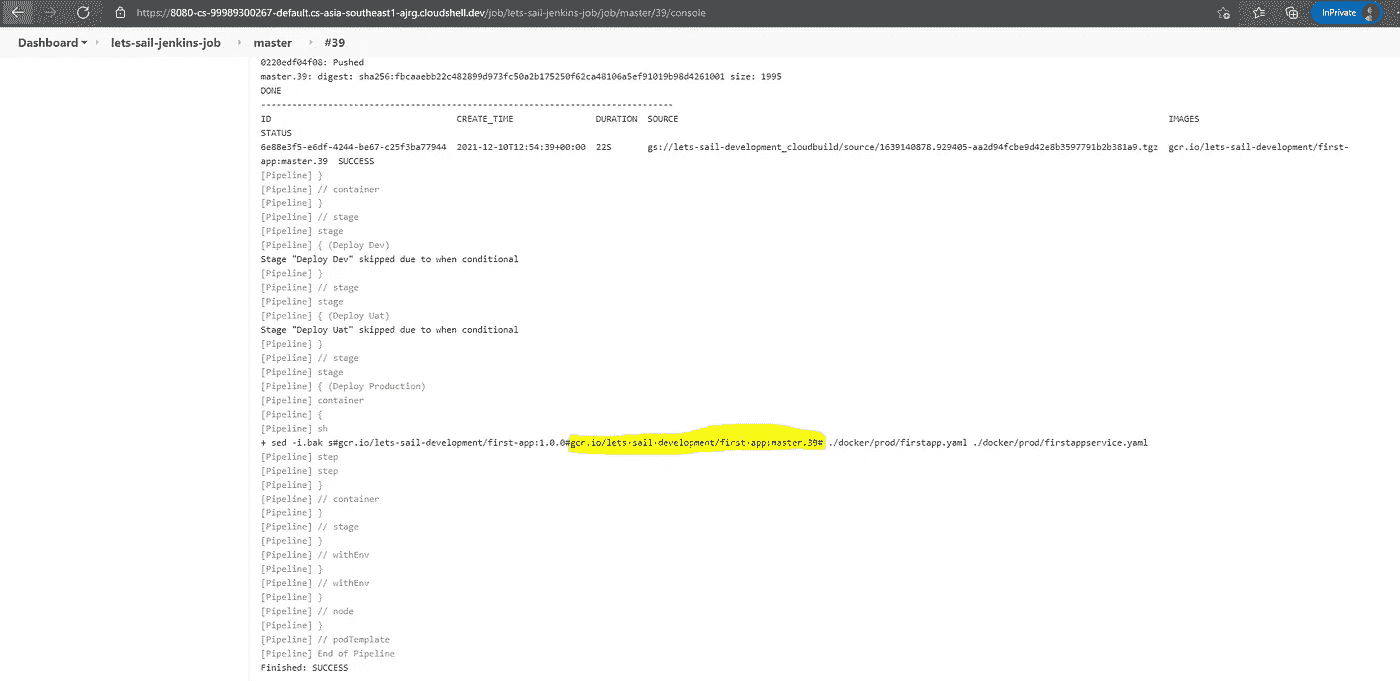 https://8080-cs-99989300267-default.cs-asia-southeast1-ajrg.cloudshell.dev/job/lets-sail-jenkins-job/job/master/39/console
InPrivate
Dashboard lets-sail-jenkins-job master #39
0220edf04f08: Pushed
master.39: digest: sha256:fbcaaebb22c482899d973fc50a2b175250f62ca48106a5ef91019b98d4261001 size: 1995
DONE
--------------------------------------------------------------------------------
ID CREATE_TIME DURATION SOURCE IMAGES
STATUS
6e88e3f5-e6df-4244-be67-c25f3ba77944 2021-12-10T12:54:39+00:00 22S gs://lets-sail-development_cloudbuild/source/1639140878.929405-aa2d94fcbe9d42e8b3597791b2b381a9.tgz gcr.io/lets-sail-development/first-
app:master.39 SUCCESS
[Pipeline] }
[Pipeline] // container
[Pipeline] }
[Pipeline] // stage
[Pipeline] stage
[Pipeline] { (Deploy Dev)
Stage "Deploy Dev" skipped due to when conditional
[Pipeline] }
[Pipeline] // stage
[Pipeline] stage
[Pipeline] { (Deploy Uat)
Stage "Deploy Uat" skipped due to when conditional
[Pipeline] }
[Pipeline] // stage
[Pipeline] stage
[Pipeline] { (Deploy Production)
[Pipeline] container
[Pipeline] {
[Pipeline] sh
+ sed -i.bak s#gcr.io/lets-sail-development/first-app:1.0.0#gcr.io/lets-sail-development/first-app:master.39# ./docker/prod/firstapp.yaml ./docker/prod/firstappservice.yaml
[Pipeline] step
[Pipeline] step
[Pipeline] }
[Pipeline] // container
[Pipeline] }
[Pipeline] // stage
[Pipeline] }
[Pipeline] // withEnv
[Pipeline] }
[Pipeline] // withEnv
[Pipeline] }
[Pipeline] // node
[Pipeline] }
[Pipeline] // podTemplate
[Pipeline] End of Pipeline
Finished: SUCCESS